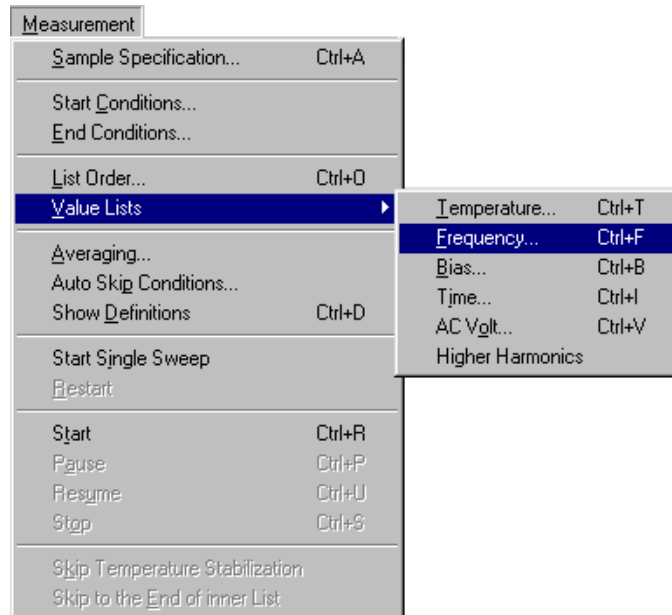 Measurement
Sample Specification... Ctrl+A
Start Conditions...
End Conditions...
List Order... Ctrl+O
Value Lists
Averaging...
Auto Skip Conditions...
Show Definitions Ctrl+D
Start Single Sweep
Restart
Start Ctrl+R
Pause Ctrl+P
Resume Ctrl+U
Stop Ctrl+S
Skip Temperature Stabilization
Skip to the End of inner List
Temperature... Ctrl+T
Frequency... Ctrl+F
Bias... Ctrl+B
Time... Ctrl+I
AC Volt... Ctrl+V
Higher Harmonics